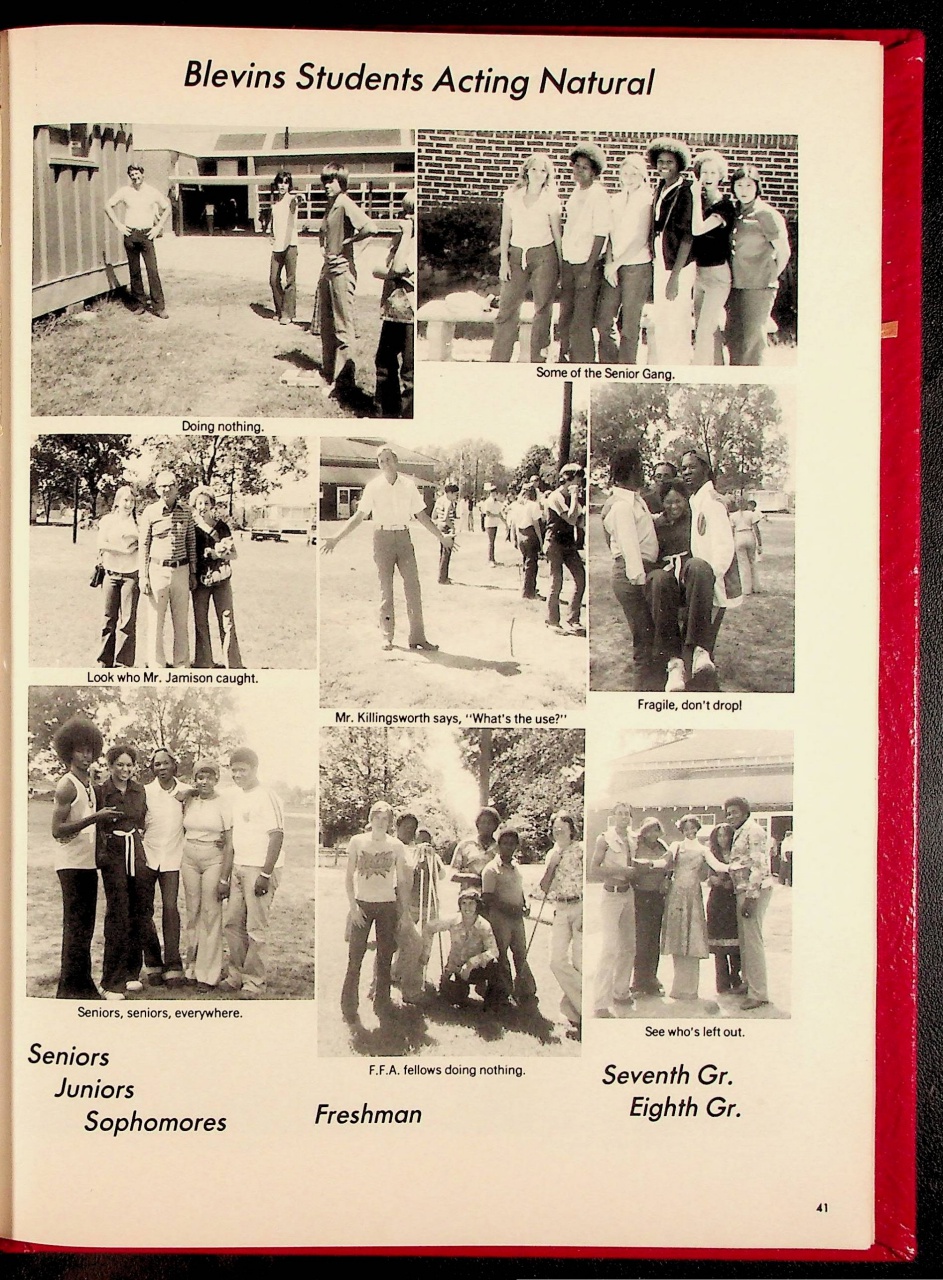 Blevins Students Acting Natural
Some of the Senior Gang.
Doing nothing.
Look who Mr. Jamison caught.
Mr. Killingsworth says, "What's the use?"
Fragile, don't drop!
Seniors, seniors, everywhere.
F.F.A. fellows doing nothing.
See who's left out.
Seniors
Juniors
Sophomores
Freshman
Seventh Gr.
Eighth Gr.
41